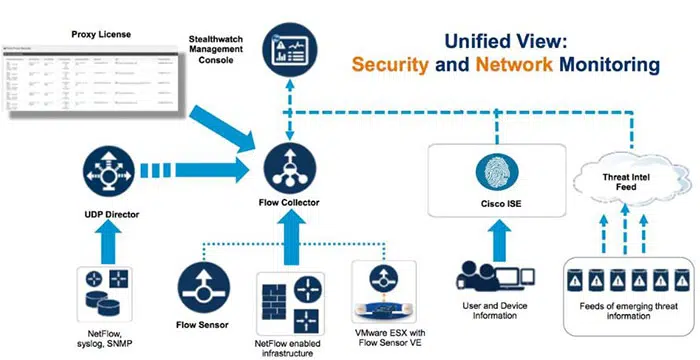 Proxy License
Stealthwatch
Management
Console
Unified View:
Security and Network Monitoring
UDP Director
Flow Collector
Cisco ISE
Threat Intel
Feed
NetFlow,
syslog, SNMP
Flow Sensor
NetFlow enabled
infrastructure
VMware ESX with
Flow Sensor VE
User and Device
Information
Feeds of emerging threat
information